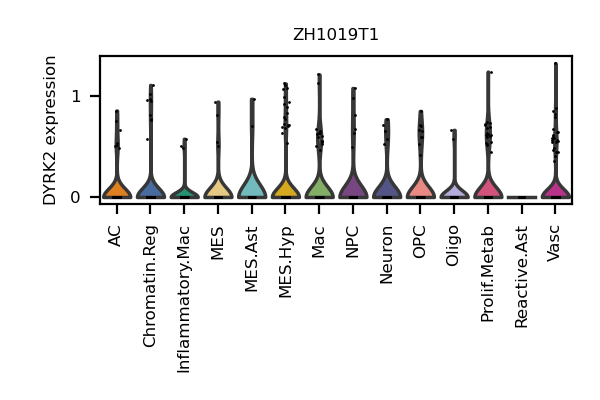 ZH1019T1
DYRK2 expression
1
0
AC
Chromatin.Reg
Inflammatory.Mac
MES
MES.Ast
MES.Hyp
Mac
NPC
Neuron
OPC
Oligo
Prolif.Metab
Reactive.Ast
Vasc